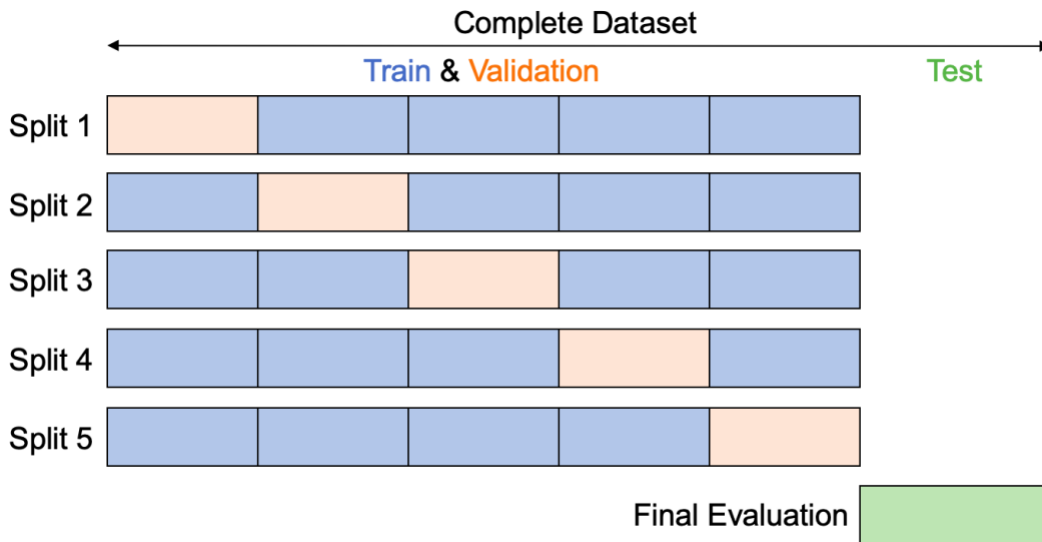 Complete Dataset
Train & Validation
Test
Split 1
Split 2
Split 3
Split 4
Split 5
Final Evaluation